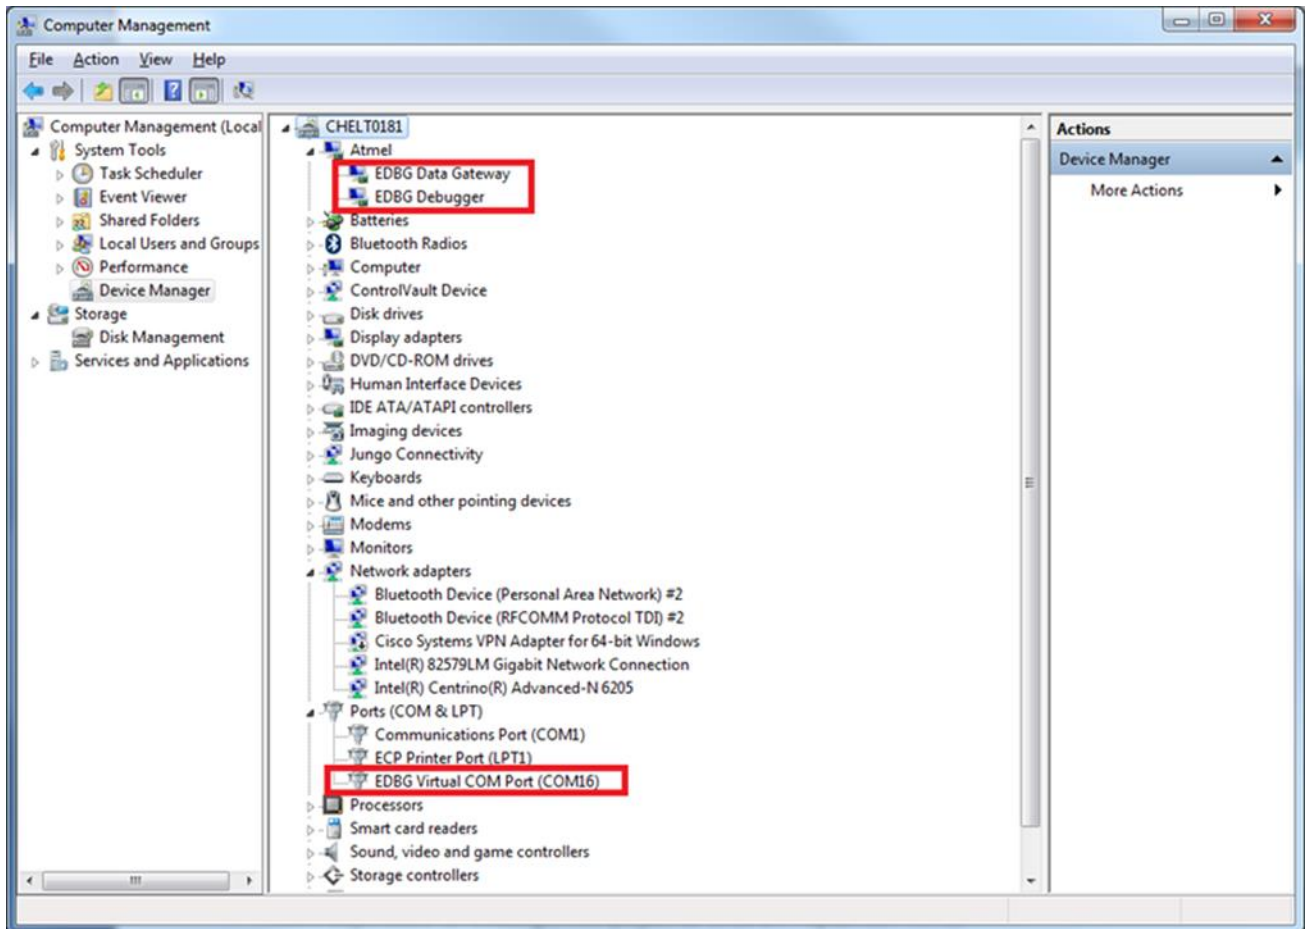 Computer Management
File Action View Help
Computer Management (Local
System Tools
Task Scheduler
Event Viewer
Shared Folders
Local Users and Groups
Performance
Device Manager
Storage
Disk Management
Services and Applications
CHELT0181
Atmel
EDBG Data Gateway
EDBG Debugger
Batteries
Bluetooth Radios
Computer
ControlVault Device
Disk drives
Display adapters
DVD/CD-ROM drives
Human Interface Devices
IDE ATA/ATAPI controllers
Imaging devices
Jungo Connectivity
Keyboards
Mice and other pointing devices
Modems
Monitors
Network adapters
Bluetooth Device (Personal Area Network) #2
Bluetooth Device (RFCOMM Protocol TDI) #2
Cisco Systems VPN Adapter for 64-bit Windows
Intel(R) 82579LM Gigabit Network Connection
Intel(R) Centrino(R) Advanced-N 6205
Ports (COM & LPT)
Communications Port (COM1)
ECP Printer Port (LPT1)
EDBG Virtual COM Port (COM16)
Processors
Smart card readers
Sound, video and game controllers
Storage controllers
Actions
Device Manager
More Actions